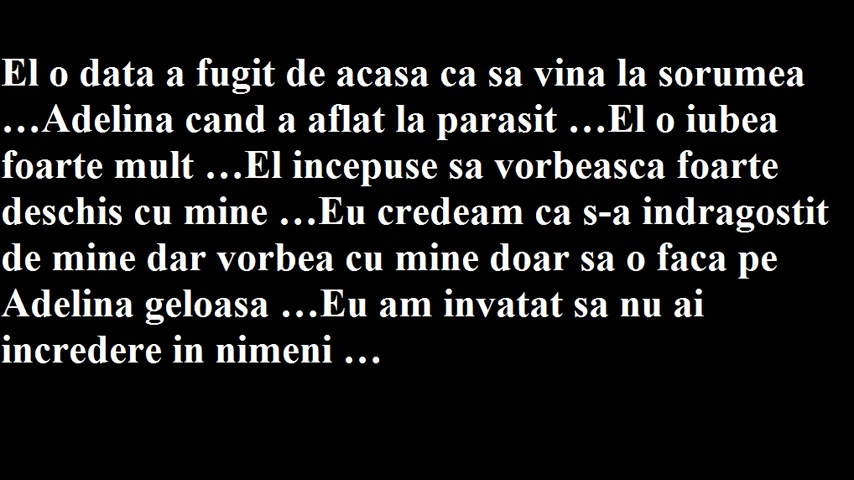 El o data a fugit de acasa ca sa vina la sorumea
…Adelina cand a aflat la parasit …El o iubea
foarte mult …El incepuse sa vorbeasca foarte
deschis cu mine …Eu credeam ca s-a indragostit
de mine dar vorbea cu mine doar sa o faca pe
Adelina geloasa …Eu am invatat sa nu ai
incredere in nimeni …